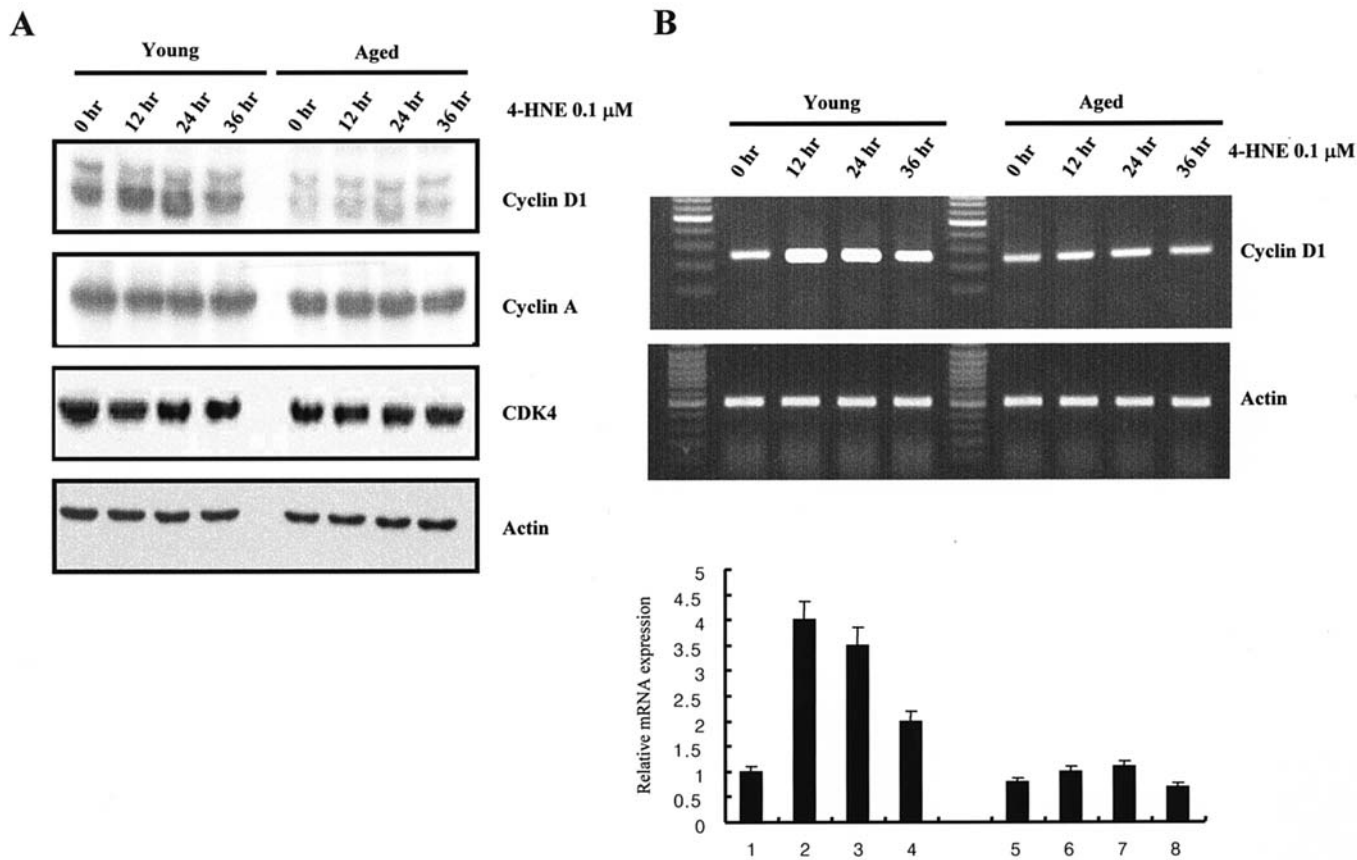 A
Young
Aged
0 hr
12 hr
24 hr
36 hr
0 hr
12 hr
24 hr
36 hr
4-HNE 0.1 μM
Cyclin D1
Cyclin A
CDK4
Actin
B
Young
Aged
0 hr
12 hr
24 hr
36 hr
0 hr
12 hr
24 hr
36 hr
4-HNE 0.1 μM
Cyclin D1
Actin
Relative mRNA expression
5
4.5
4
3.5
3
2.5
2
1.5
1
0.5
0
1 2 3 4 5 6 7 8